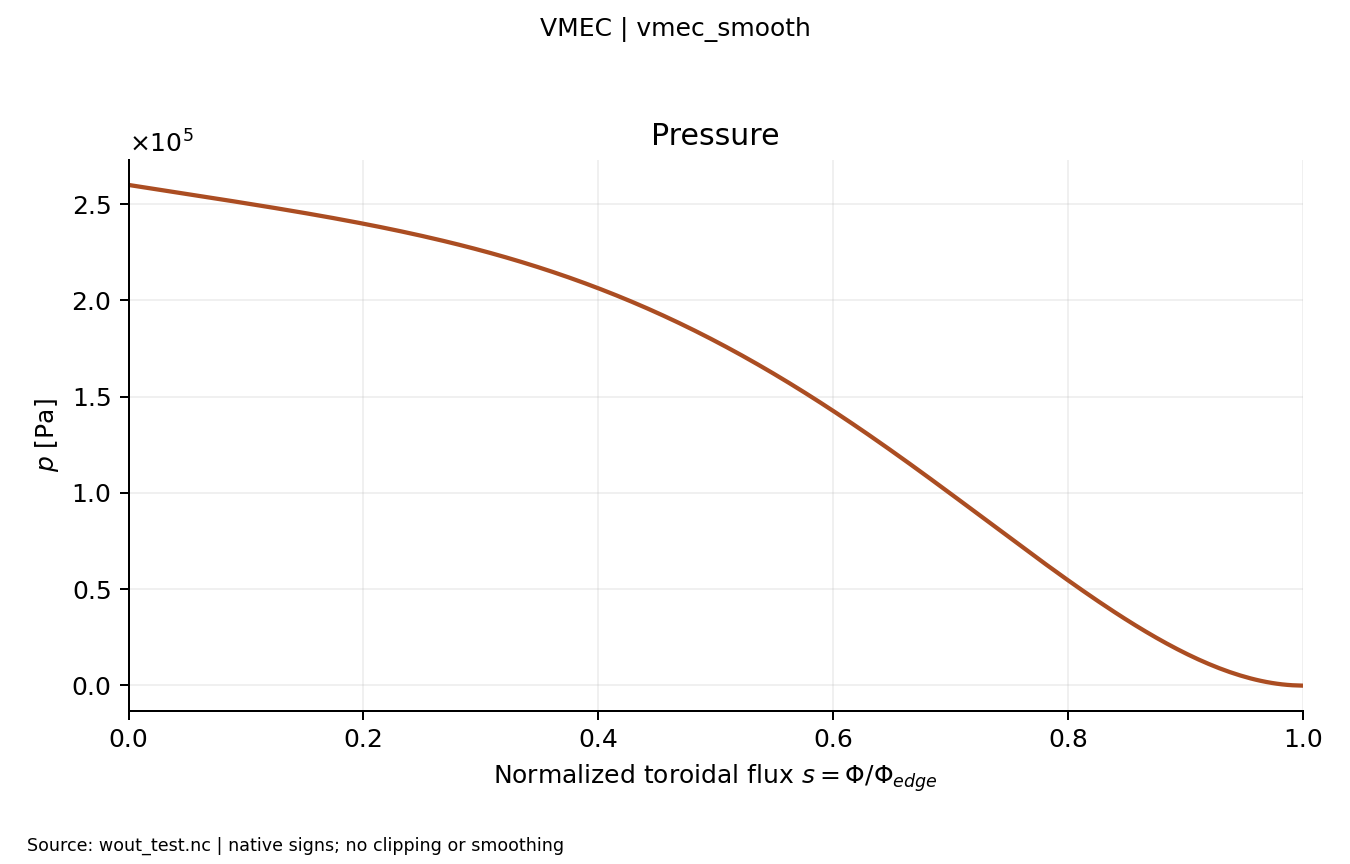 VMEC | vmec_smooth
Pressure
×10⁵
2.5
2.0
1.5
1.0
0.5
0.0
p [Pa]
0.0 0.2 0.4 0.6 0.8 1.0
Normalized toroidal flux s = Φ/Φ_edge
Source: wout_test.nc | native signs; no clipping or smoothing